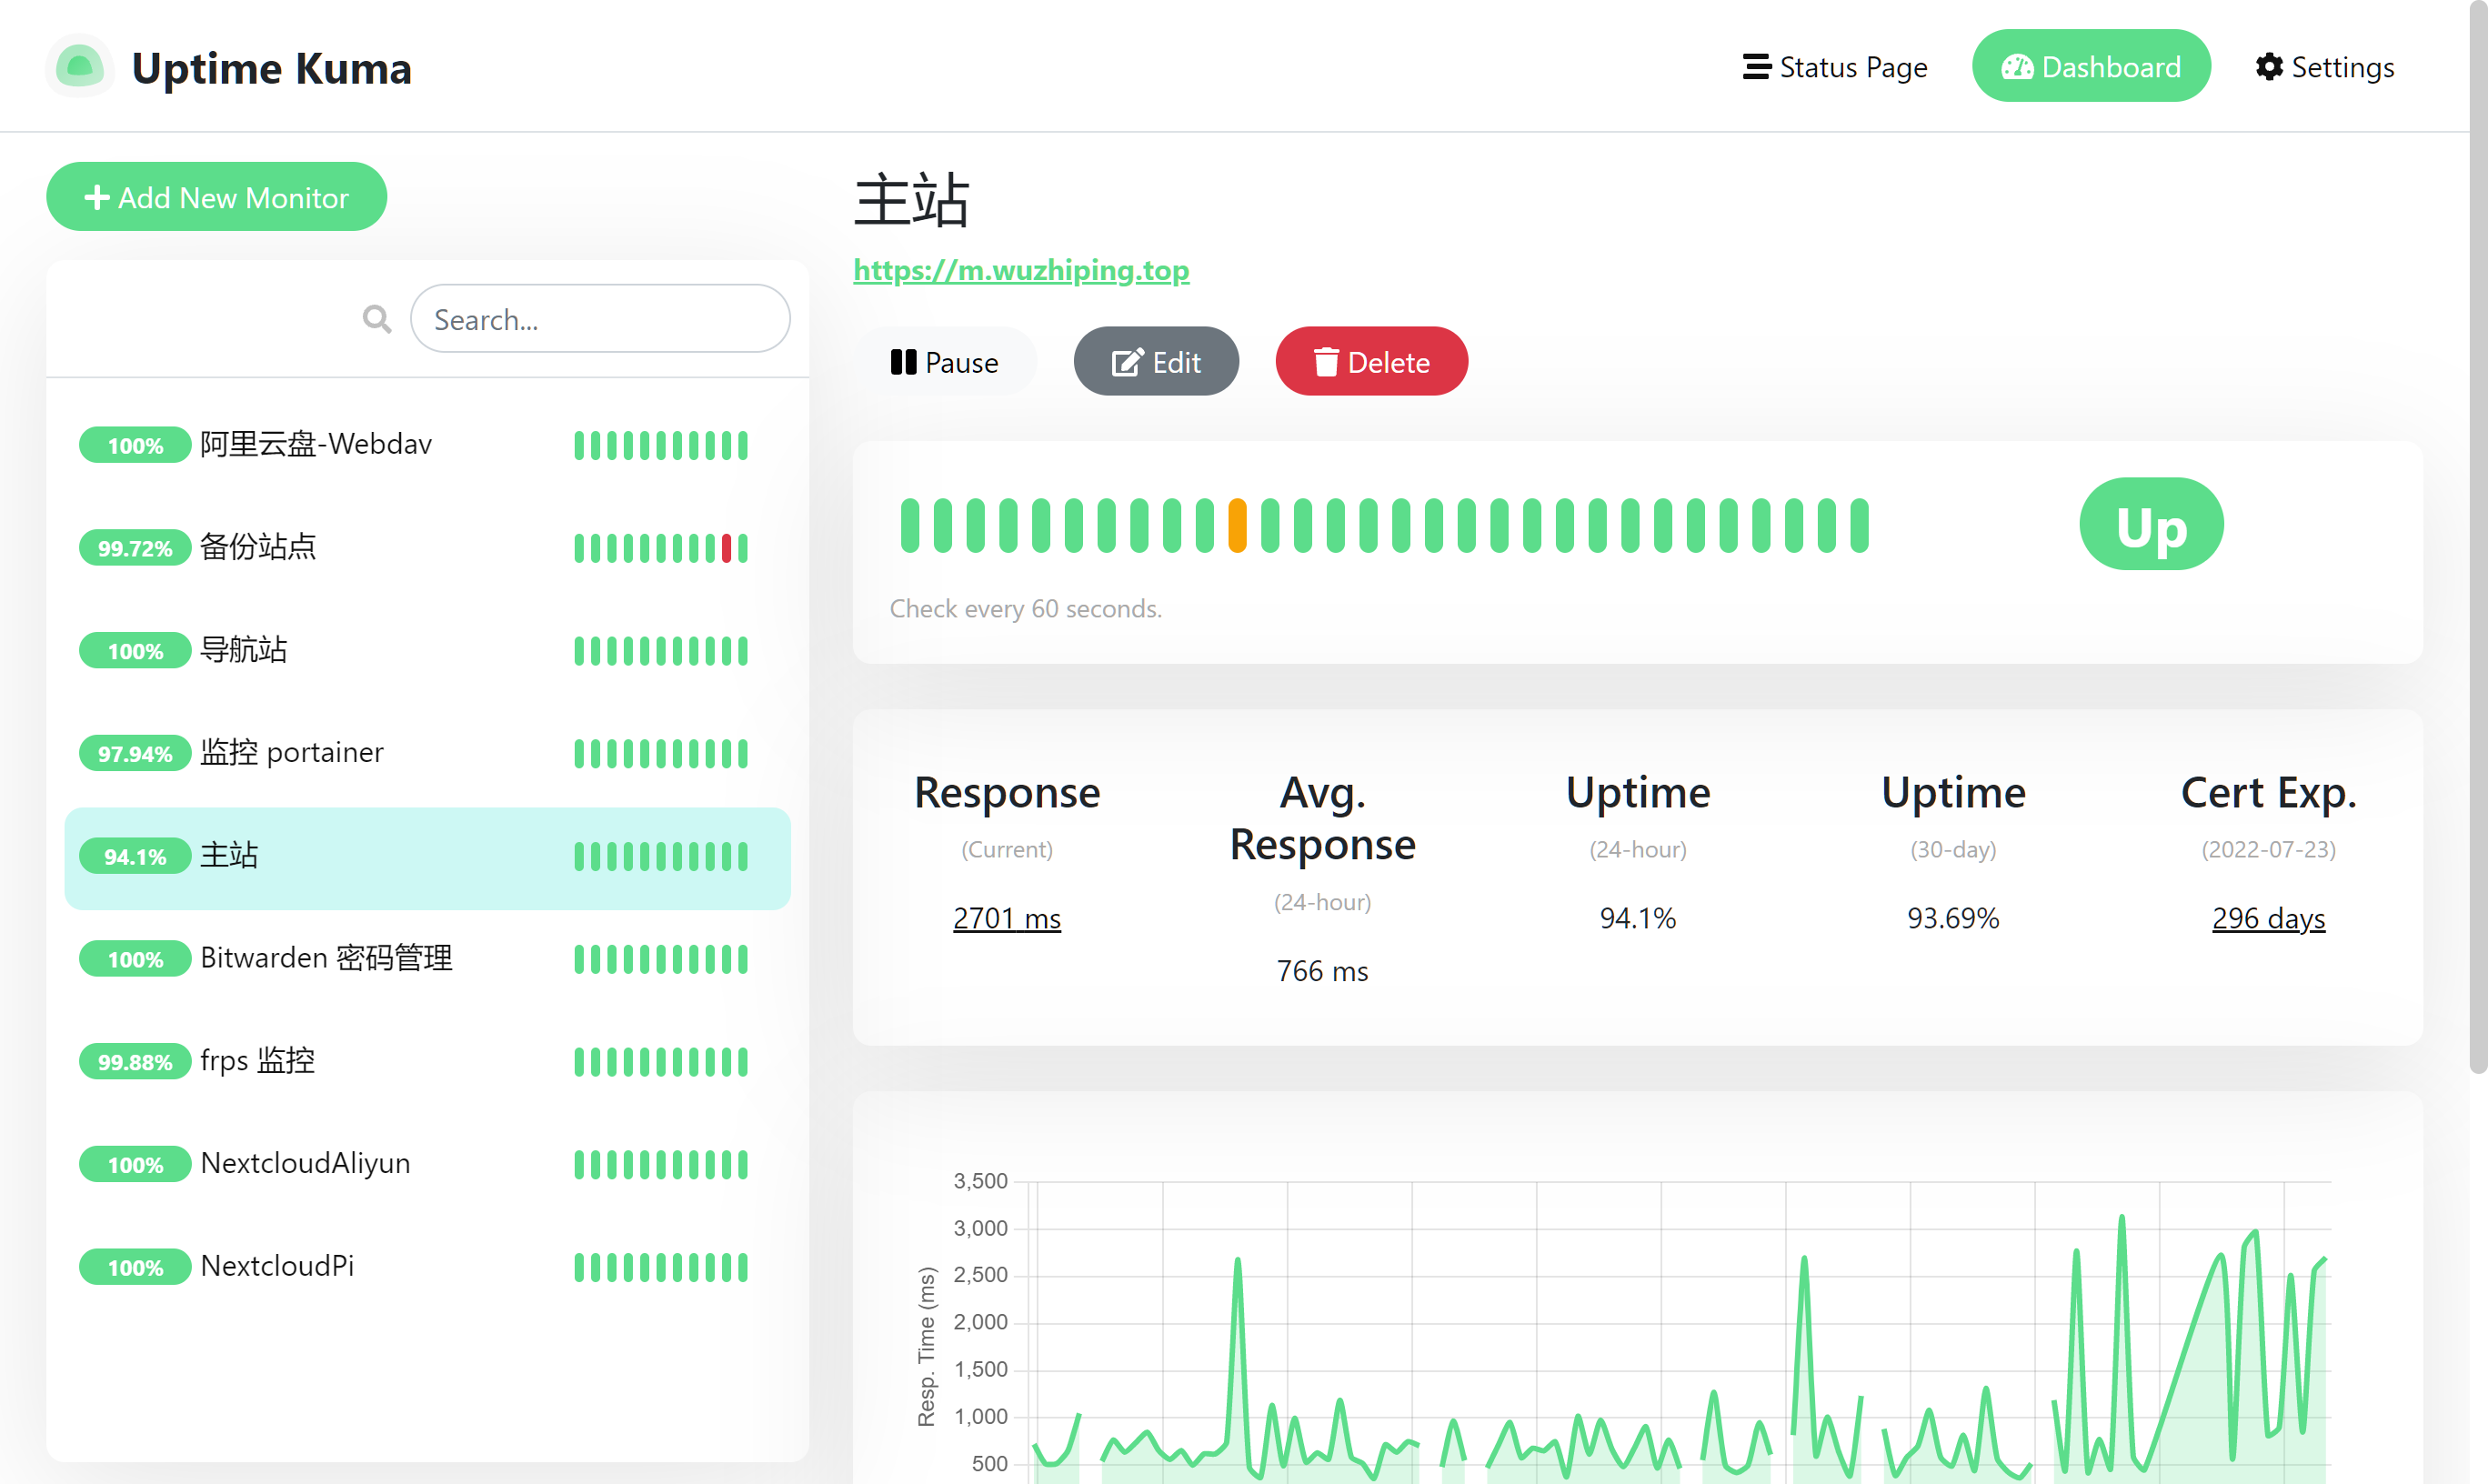 Uptime Kuma
Status Page
Dashboard
Settings
Add New Monitor
Search...
100% 阿里云盘-Webdav
99.72% 备份站点
100% 导航站
97.94% 监控 portainer
94.1% 主站
100% Bitwarden 密码管理
99.88% frps 监控
100% NextcloudAliyun
100% NextcloudPi
主站
https://m.wuzhiping.top
Pause
Edit
Delete
Up
Check every 60 seconds.
Response
(Current)
2701 ms
Avg.
Response
(24-hour)
766 ms
Uptime
(24-hour)
94.1%
Uptime
(30-day)
93.69%
Cert Exp.
(2022-07-23)
296 days
Resp. Time (ms)
3,500
3,000
2,500
2,000
1,500
1,000
500